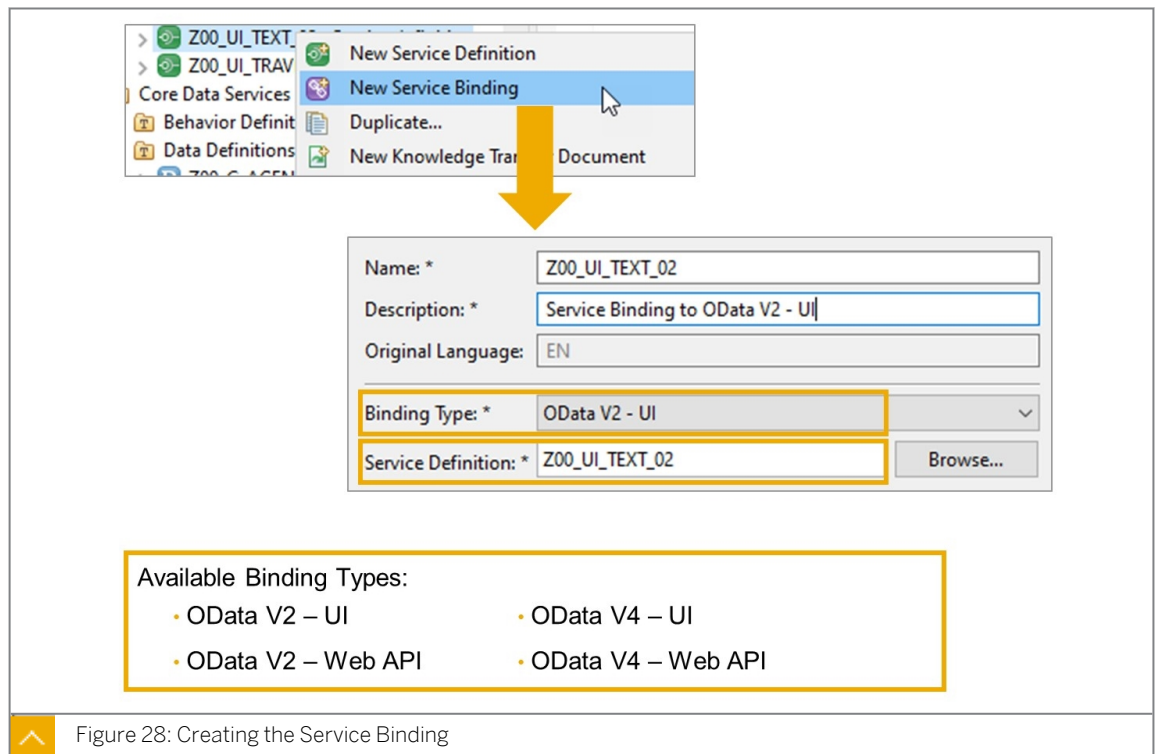 Z00_UI_TEXT_
Z00_UI_TRAV
New Service Definition
Core Data Services
New Service Binding
Behavior Definit
Duplicate...
Data Definitions
New Knowledge Tran Document
Name: * Z00_UI_TEXT_02
Description: * Service Binding to OData V2 - UI
Original Language: EN
Binding Type: * OData V2 - UI
Service Definition: * Z00_UI_TEXT_02 Browse...
Available Binding Types:
• OData V2 – UI • OData V4 – UI
• OData V2 – Web API • OData V4 – Web API
Figure 28: Creating the Service Binding